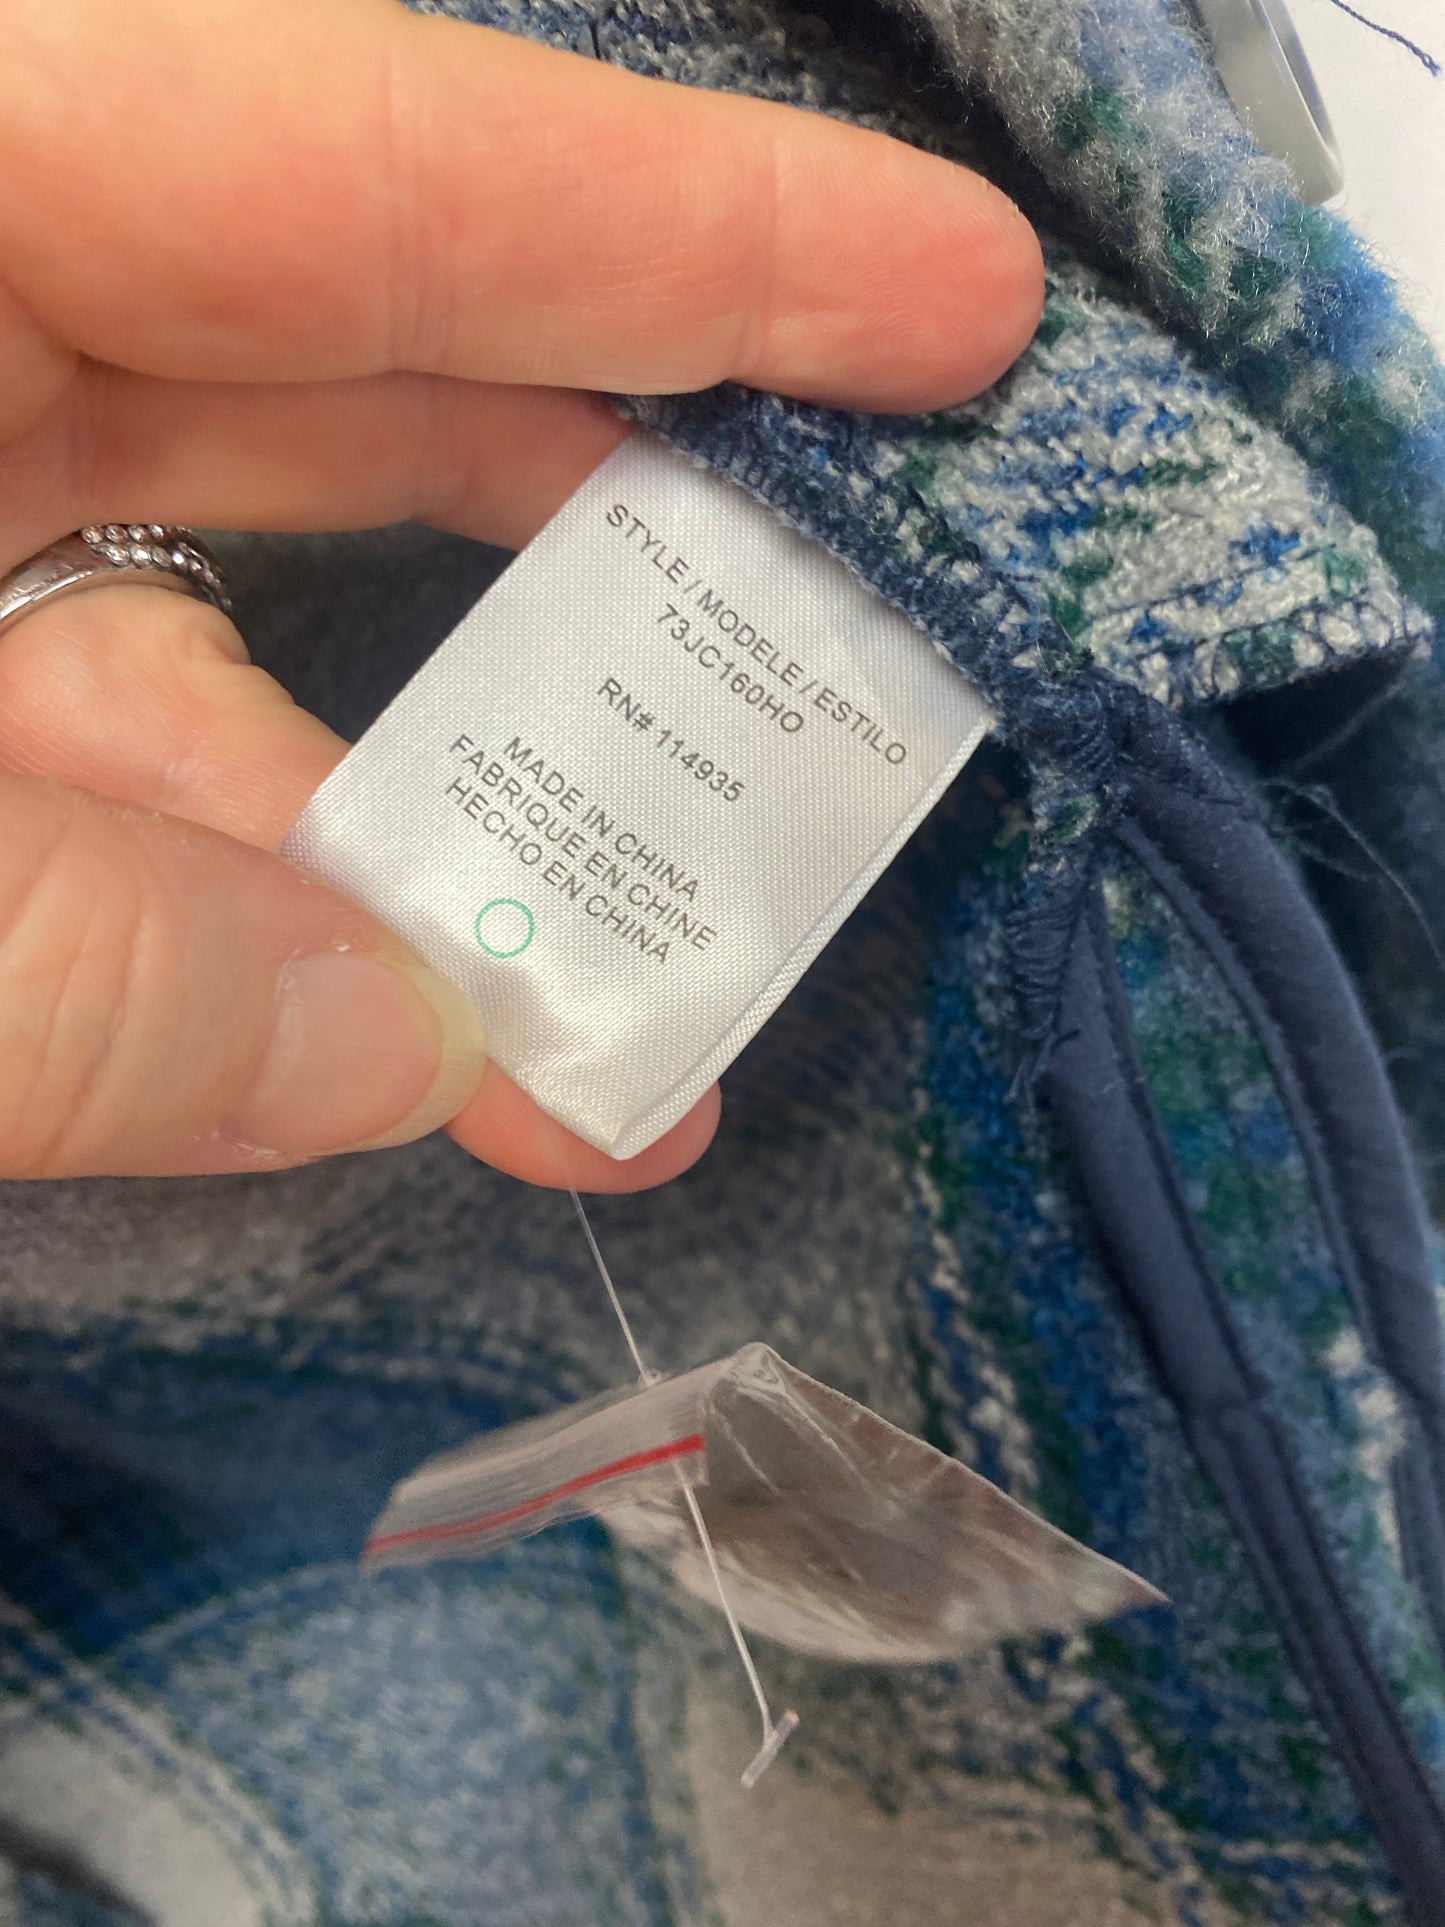 STYLE / MODELE / ESTILO
73JC160HO
RN# 114935
MADE IN CHINA
FABRIQUE EN CHINE
HECHO EN CHINA